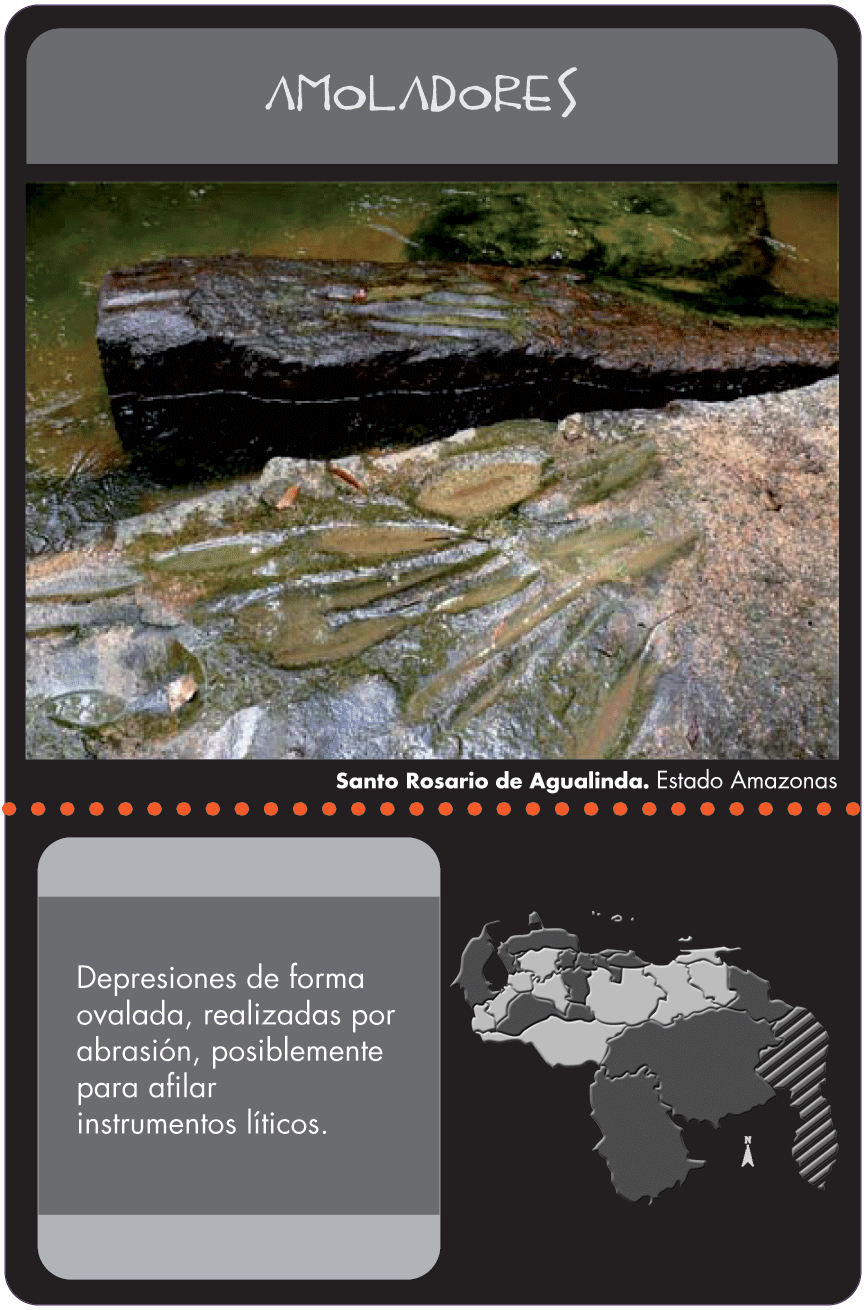 AMOLADORES
Santo Rosario de Agualinda. Estado Amazonas
Depresiones de forma
ovalada, realizadas por
abrasión, posiblemente
para afilar
instrumentos líticos.
N